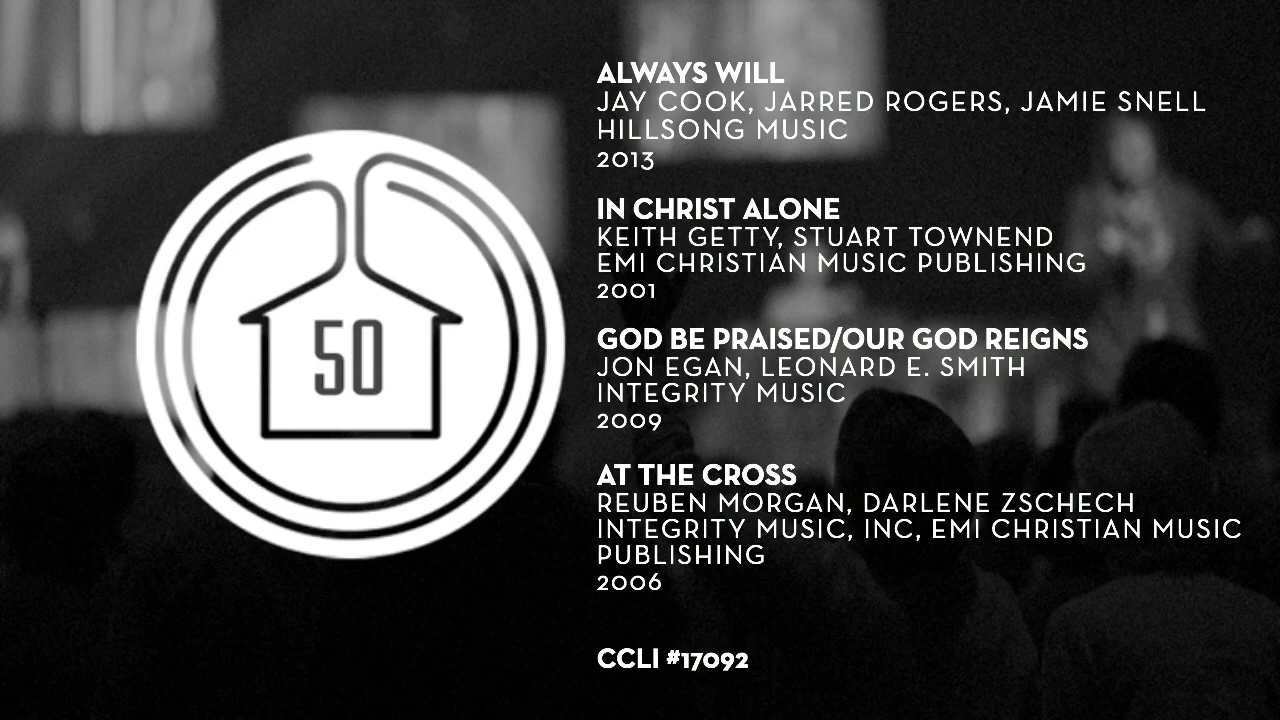 50
ALWAYS WILL
JAY COOK, JARRED ROGERS, JAMIE SNELL
HILLSONG MUSIC
2013
IN CHRIST ALONE
KEITH GETTY, STUART TOWNEND
EMI CHRISTIAN MUSIC PUBLISHING
2001
GOD BE PRAISED/OUR GOD REIGNS
JON EGAN, LEONARD E. SMITH
INTEGRITY MUSIC
2009
AT THE CROSS
REUBEN MORGAN, DARLENE ZSCHECH
INTEGRITY MUSIC, INC, EMI CHRISTIAN MUSIC
PUBLISHING
2006
CCLI #17092